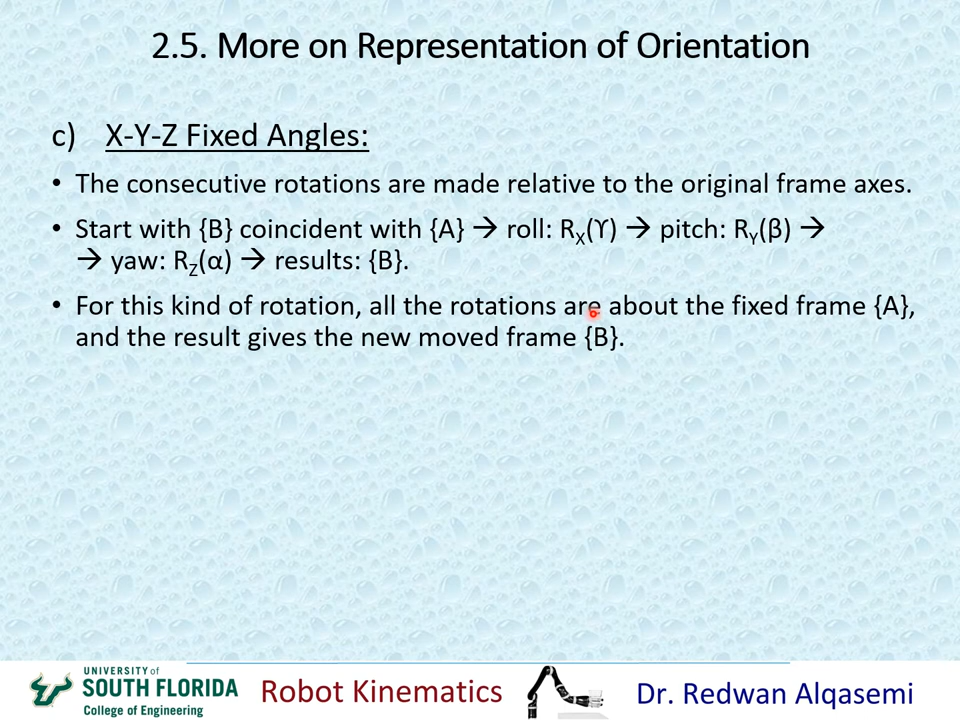 2.5. More on Representation of Orientation
c) X-Y-Z Fixed Angles:
• The consecutive rotations are made relative to the original frame axes.
• Start with {B} coincident with {A} → roll: R_X(ϒ) → pitch: R_Y(β) →
→ yaw: R_Z(α) → results: {B}.
• For this kind of rotation, all the rotations are about the fixed frame {A},
and the result gives the new moved frame {B}.
UNIVERSITY of
SOUTH FLORIDA
College of Engineering
Robot Kinematics
Dr. Redwan Alqasemi